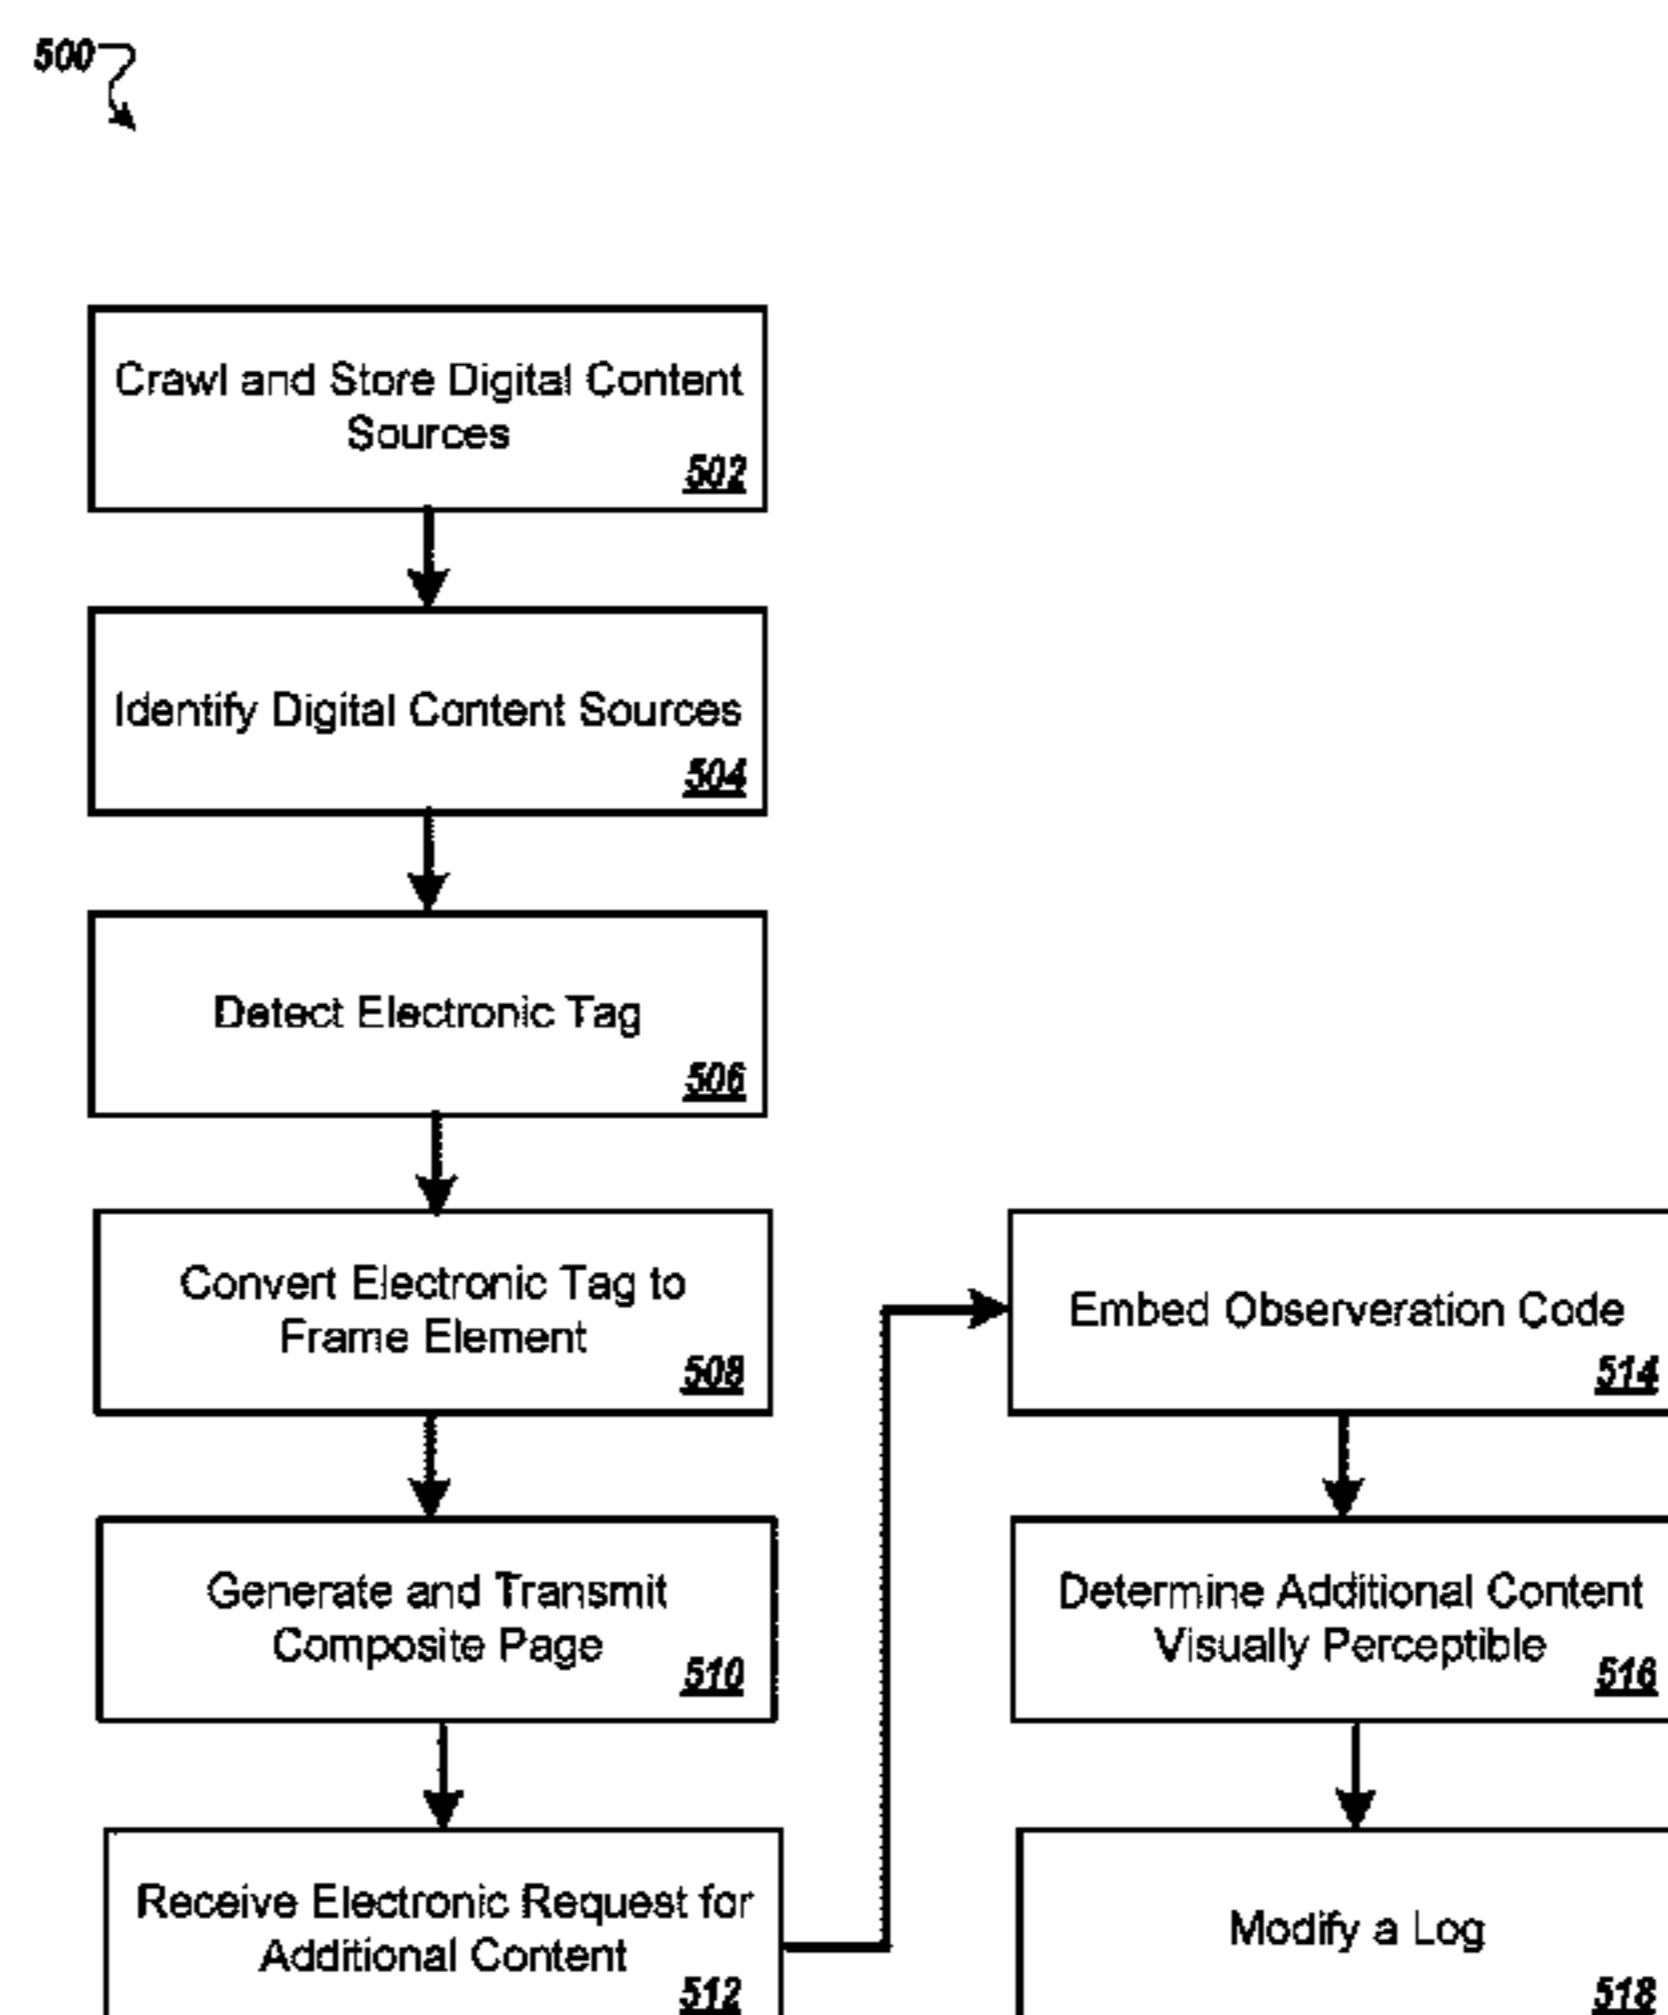 500
Crawl and Store Digital Content
Sources
502
Identify Digital Content Sources
504
Detect Electronic Tag
506
Convert Electronic Tag to
Frame Element
508
Generate and Transmit
Composite Page
510
Receive Electronic Request for
Additional Content
512
Embed Observeration Code
514
Determine Additional Content
Visually Perceptible
516
Modify a Log
518